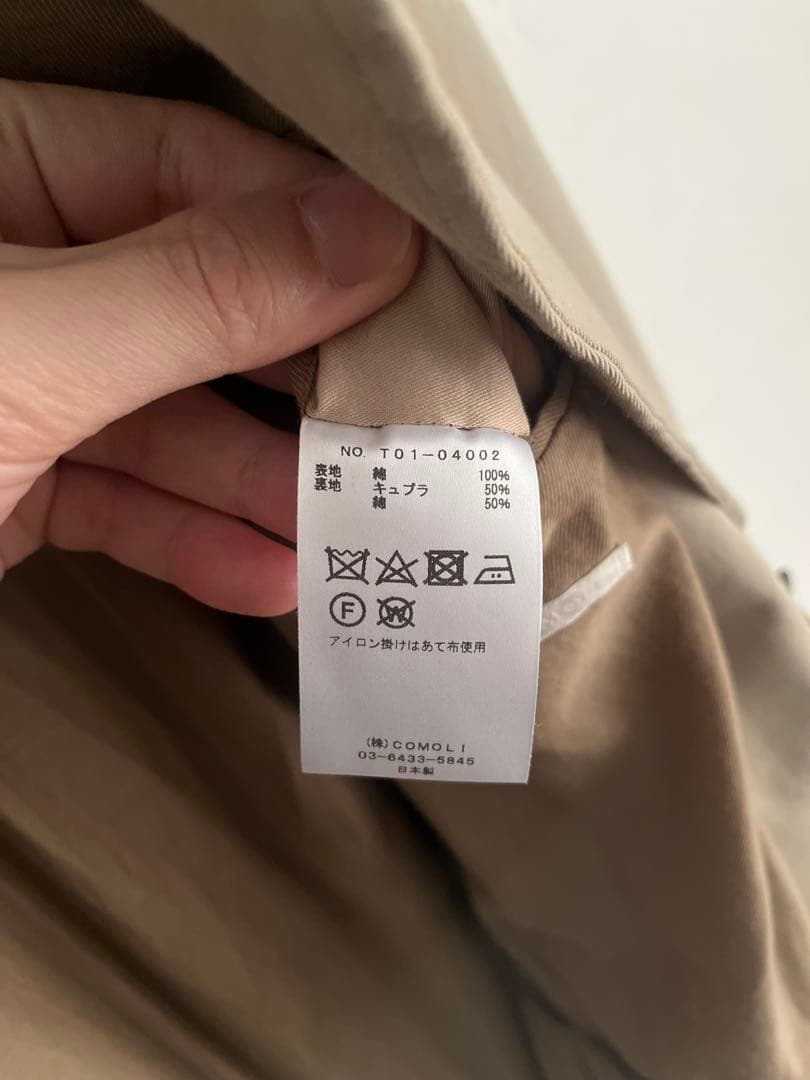 NO. T01-04002
表地 綿 100%
裏地 キュプラ 50%
綿 50%
F W
アイロン掛けはあて布使用
(株)COMOLI
03-6433-5845
日本製